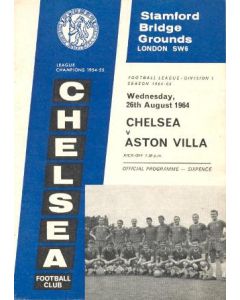 Stamford
Bridge
Grounds
LONDON SW6
LEAGUE
CHAMPIONS 1954-55
FOOTBALL LEAGUE - DIVISION 1
SEASON 1964-65
Wednesday,
26th August 1964
CHELSEA
v
ASTON VILLA
KICK-OFF 7.30 p.m.
OFFICIAL PROGRAMME — SIXPENCE
CHELSEA
FOOTBALL
CLUB